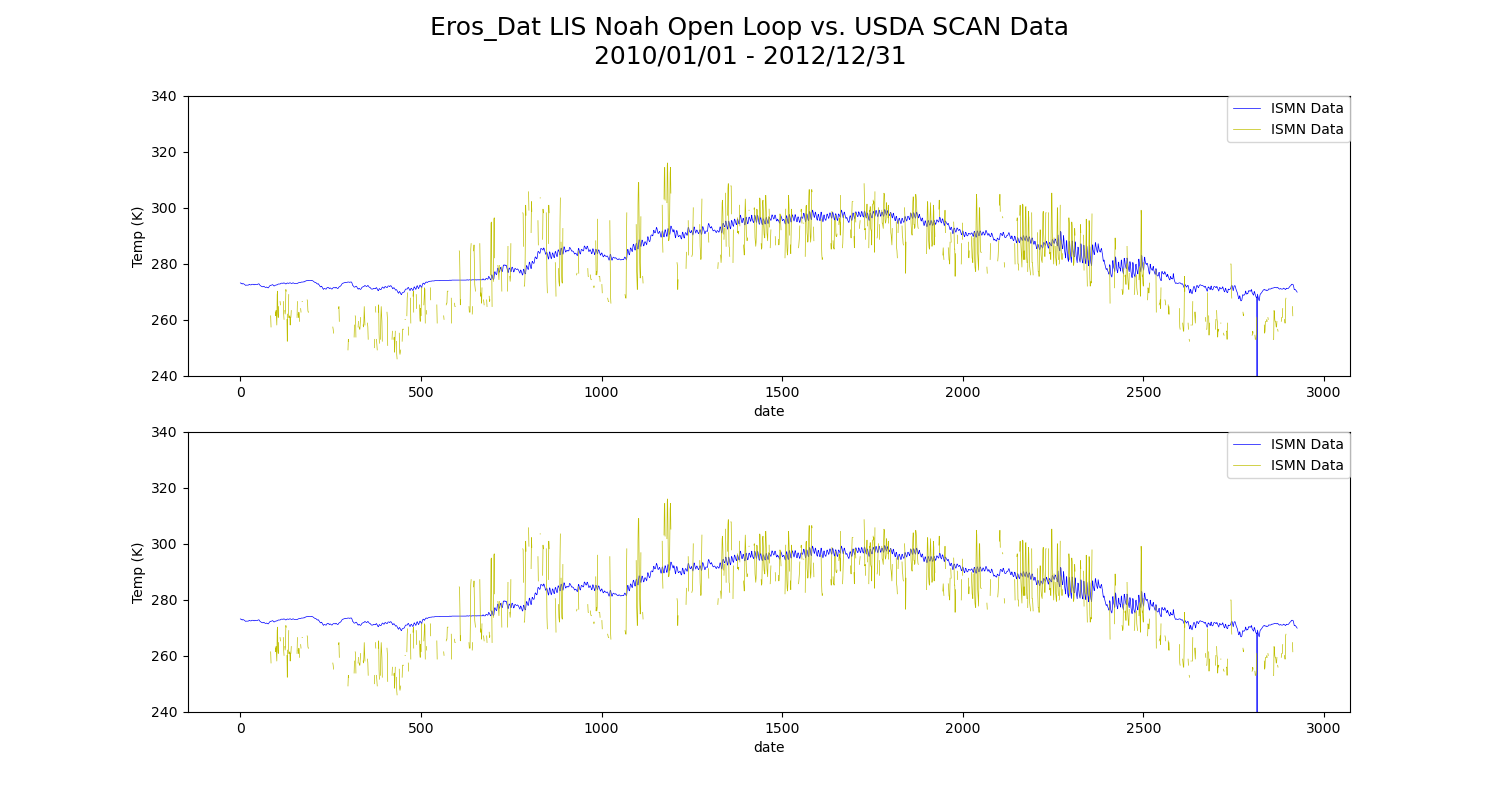 Eros_Dat LIS Noah Open Loop vs. USDA SCAN Data
2010/01/01 - 2012/12/31
340
320
300
280
260
240
Temp (K)
ISMN Data
ISMN Data
0
500
1000
1500
2000
2500
3000
date
340
320
300
280
260
240
Temp (K)
ISMN Data
ISMN Data
0
500
1000
1500
2000
2500
3000
date